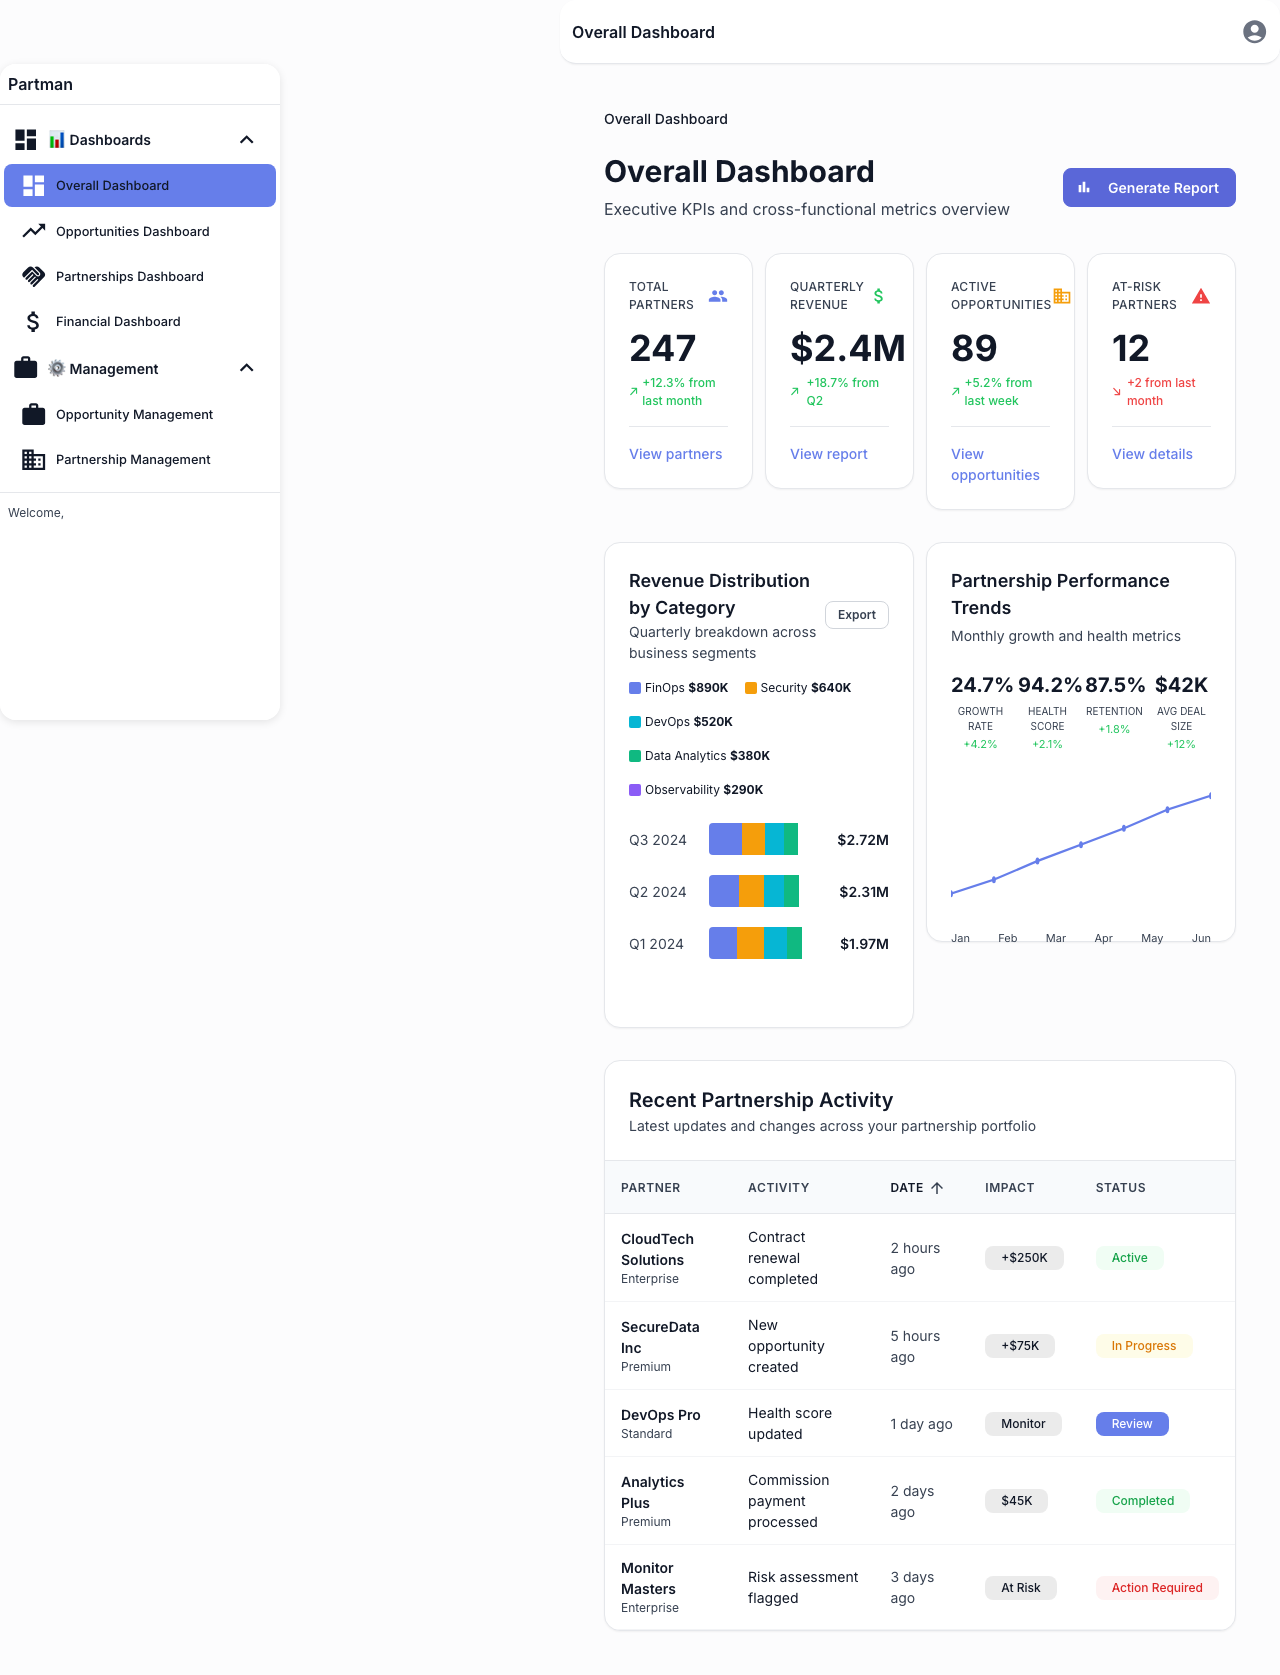 Overall Dashboard
Partman
📊 Dashboards
Overall Dashboard
Opportunities Dashboard
Partnerships Dashboard
Financial Dashboard
⚙️ Management
Opportunity Management
Partnership Management
Welcome,
Overall Dashboard
Overall Dashboard
Executive KPIs and cross-functional metrics overview
Generate Report
TOTAL
PARTNERS
247
+12.3% from
last month
View partners
QUARTERLY
REVENUE
$2.4M
+18.7% from
Q2
View report
ACTIVE
OPPORTUNITIES
89
+5.2% from
last week
View
opportunities
AT-RISK
PARTNERS
12
+2 from last
month
View details
Revenue Distribution
by Category
Quarterly breakdown across
business segments
Export
FinOps $890K
Security $640K
DevOps $520K
Data Analytics $380K
Observability $290K
Q3 2024 $2.72M
Q2 2024 $2.31M
Q1 2024 $1.97M
Partnership Performance
Trends
Monthly growth and health metrics
24.7%
GROWTH
RATE
+4.2%
94.2%
HEALTH
SCORE
+2.1%
87.5%
RETENTION
+1.8%
$42K
AVG DEAL
SIZE
+12%
Jan Feb Mar Apr May Jun
Recent Partnership Activity
Latest updates and changes across your partnership portfolio
PARTNER ACTIVITY DATE IMPACT STATUS
CloudTech
Solutions
Enterprise
Contract
renewal
completed
2 hours
ago
+$250K
Active
SecureData
Inc
Premium
New
opportunity
created
5 hours
ago
+$75K
In Progress
DevOps Pro
Standard
Health score
updated
1 day ago
Monitor
Review
Analytics
Plus
Premium
Commission
payment
processed
2 days
ago
$45K
Completed
Monitor
Masters
Enterprise
Risk assessment
flagged
3 days
ago
At Risk
Action Required